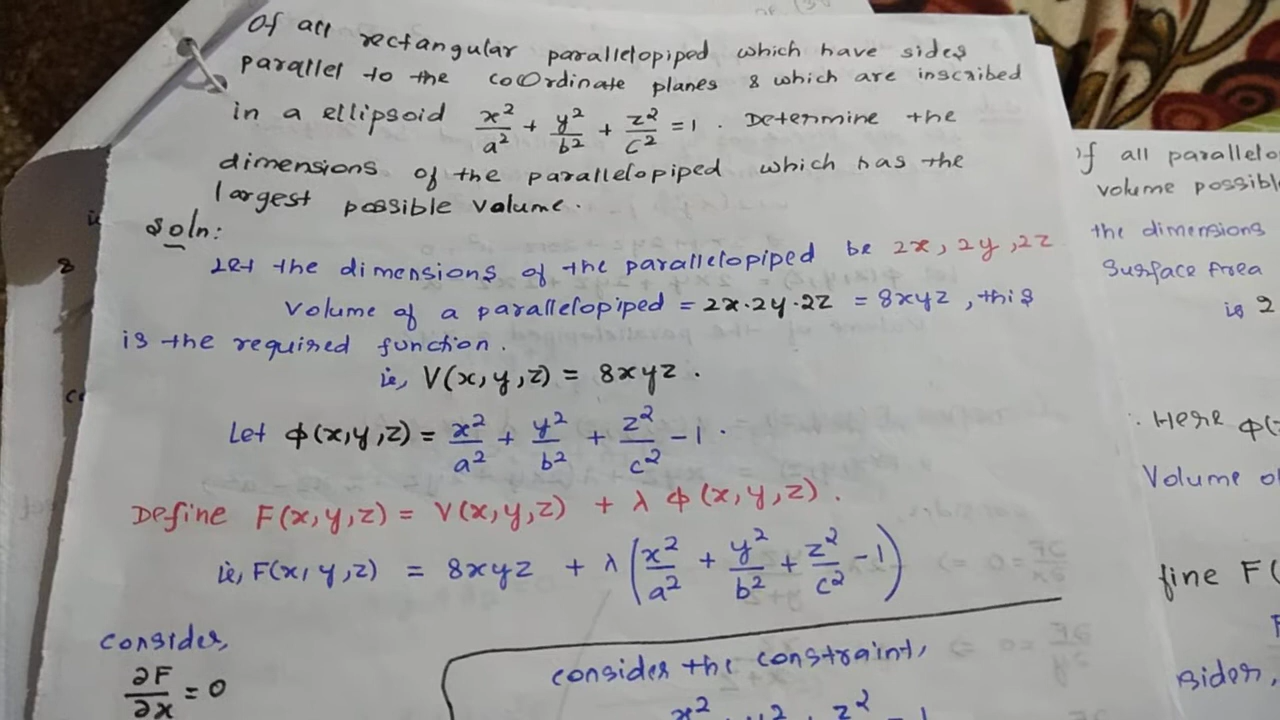 Of all rectangular parallelopiped which have sides
parallel to the coordinate planes & which are inscribed
in a ellipsoid x²/a² + y²/b² + z²/c² = 1 . Determine the
dimensions of the parallelopiped which has the
largest possible volume.
Soln:
Let the dimensions of the parallelopiped be 2x, 2y, 2z
Volume of a parallelopiped = 2x·2y·2z = 8xyz , this
is the required function.
ie, V(x,y,z) = 8xyz .
Let φ(x,y,z) = x²/a² + y²/b² + z²/c² - 1 .
Define F(x,y,z) = V(x,y,z) + λ φ(x,y,z) .
ie, F(x,y,z) = 8xyz + λ (x²/a² + y²/b² + z²/c² - 1)
consider,
∂F/∂x = 0
consider the constraint,
x² y² z² 1
of all parallelo
volume possibl
the dimensions
Surface Area
is 2
. Here φ(
Volume o
fine F(
sider,